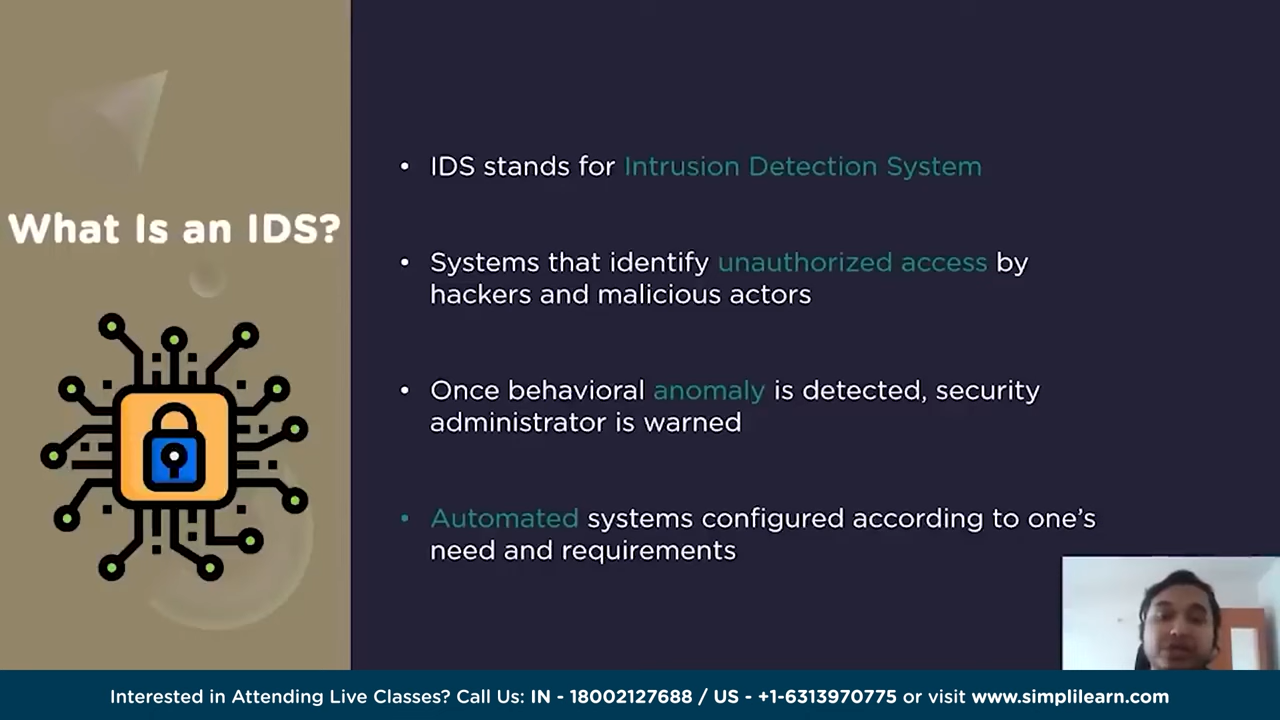 What Is an IDS?
• IDS stands for Intrusion Detection System
• Systems that identify unauthorized access by
hackers and malicious actors
• Once behavioral anomaly is detected, security
administrator is warned
• Automated systems configured according to one’s
need and requirements
Interested in Attending Live Classes? Call Us: IN - 18002127688 / US - +1-6313970775 or visit www.simplilearn.com